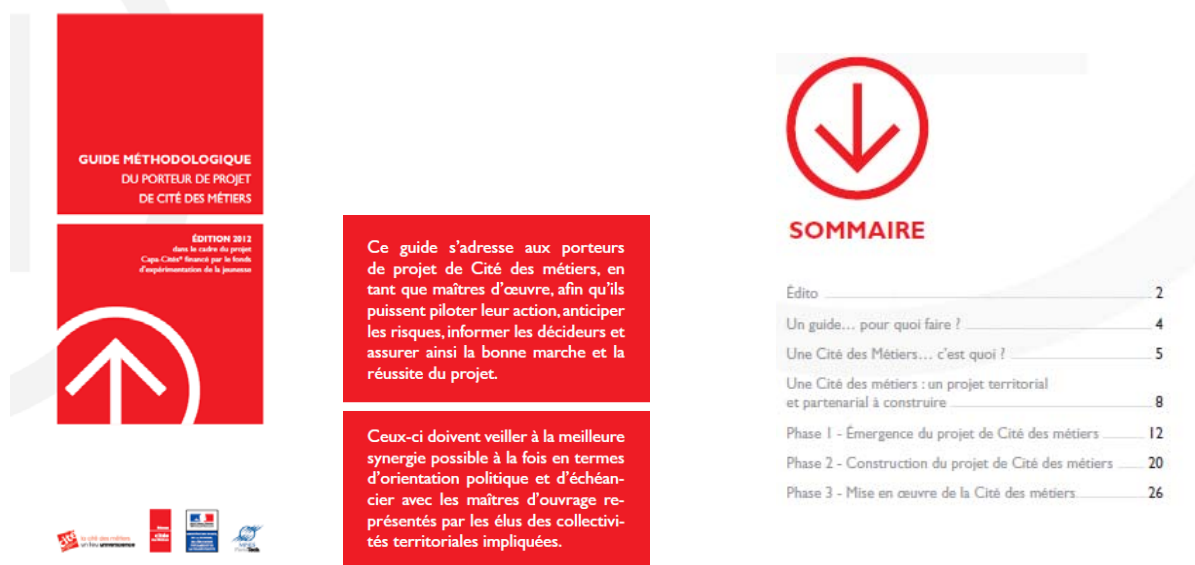 GUIDE MÉTHODOLOGIQUE
DU PORTEUR DE PROJET
DE CITÉ DES MÉTIERS
ÉDITION 2012
dans le cadre du projet
Capa-Cités® financé par le fonds
d'expérimentation de la jeunesse
la cité des métiers
un lieu universcience
Ce guide s'adresse aux porteurs
de projet de Cité des métiers, en
tant que maîtres d'œuvre, afin qu'ils
puissent piloter leur action, anticiper
les risques, informer les décideurs et
assurer ainsi la bonne marche et la
réussite du projet.
Ceux-ci doivent veiller à la meilleure
synergie possible à la fois en termes
d'orientation politique et d'échéan-
cier avec les maîtres d'ouvrage re-
présentés par les élus des collectivi-
tés territoriales impliquées.
SOMMAIRE
Édito 2
Un guide… pour quoi faire ? 4
Une Cité des Métiers… c'est quoi ? 5
Une Cité des métiers : un projet territorial
et partenarial à construire 8
Phase 1 - Émergence du projet de Cité des métiers 12
Phase 2 - Construction du projet de Cité des métiers 20
Phase 3 - Mise en œuvre de la Cité des métiers 26